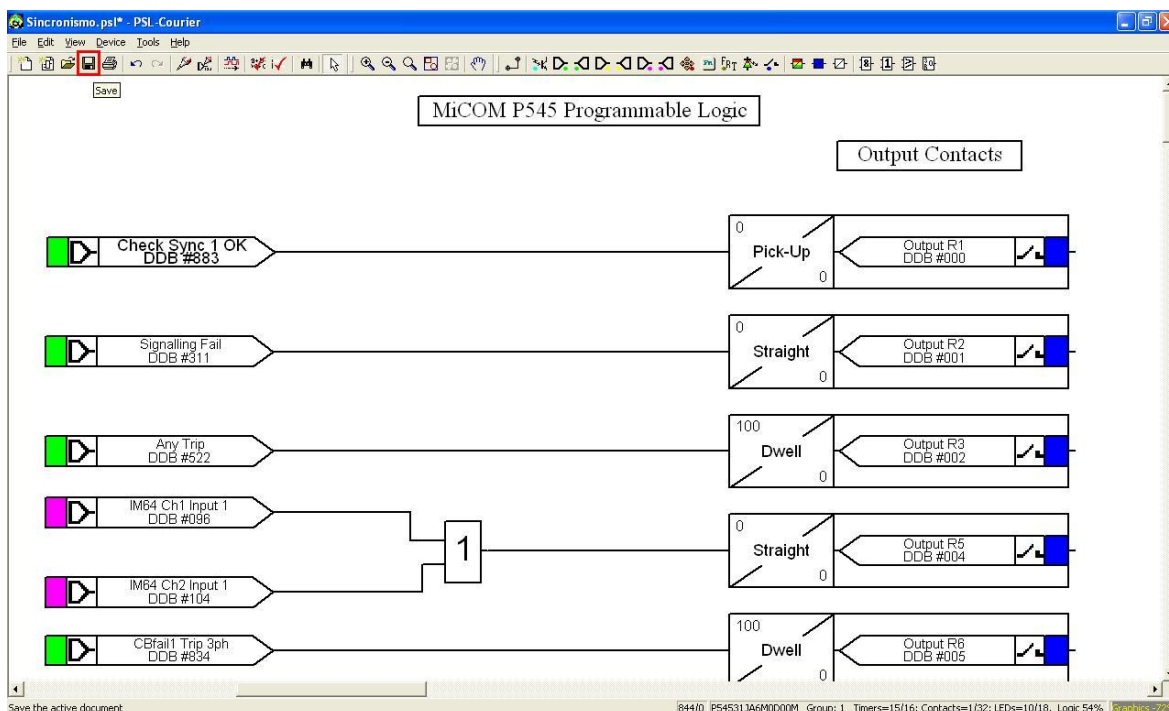 Sincronismo.psl* - PSL-Courier
File Edit View Device Tools Help
Save
MiCOM P545 Programmable Logic
Output Contacts
Check Sync 1 OK
DDB #883
0
Pick-Up
0
Output R1
DDB #000
Signalling Fail
DDB #311
0
Straight
0
Output R2
DDB #001
Any Trip
DDB #522
100
Dwell
0
Output R3
DDB #002
IM64 Ch1 Input 1
DDB #096
IM64 Ch2 Input 1
DDB #104
1
0
Straight
0
Output R5
DDB #004
CBfail1 Trip 3ph
DDB #834
100
Dwell
0
Output R6
DDB #005
Save the active document
844/0 P54531JA6M0D00M Group: 1 Timers=15/16; Contacts=1/32; LEDs=10/18, Logic 54%